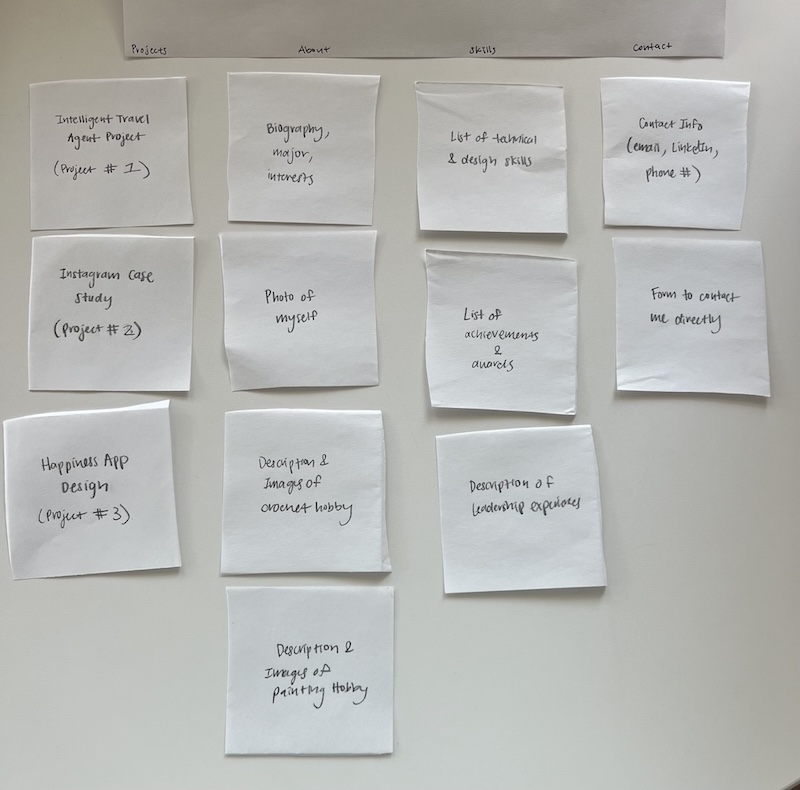 Projects
About
Skills
Contact
Intelligent Travel
Agent Project
(Project # 1)
Biography,
major,
interests
List of technical
& design skills
Contact Info
(email, LinkedIn,
phone #)
Instagram Case
Study
(Project # 2)
Photo of
myself
List of
achievements
&
awards
Form to contact
me directly
Happiness App
Design
(Project # 3)
Description &
Images of
crochet hobby
Description of
leadership experiences
Description &
Images of
painting Hobby